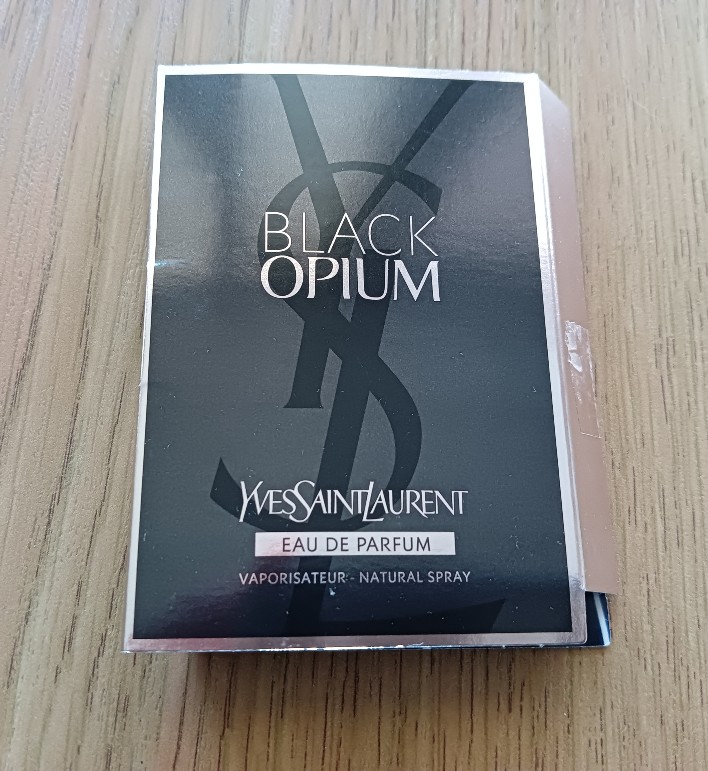 BLACK
OPIUM
YVESSAINTLAURENT
EAU DE PARFUM
VAPORISATEUR - NATURAL SPRAY